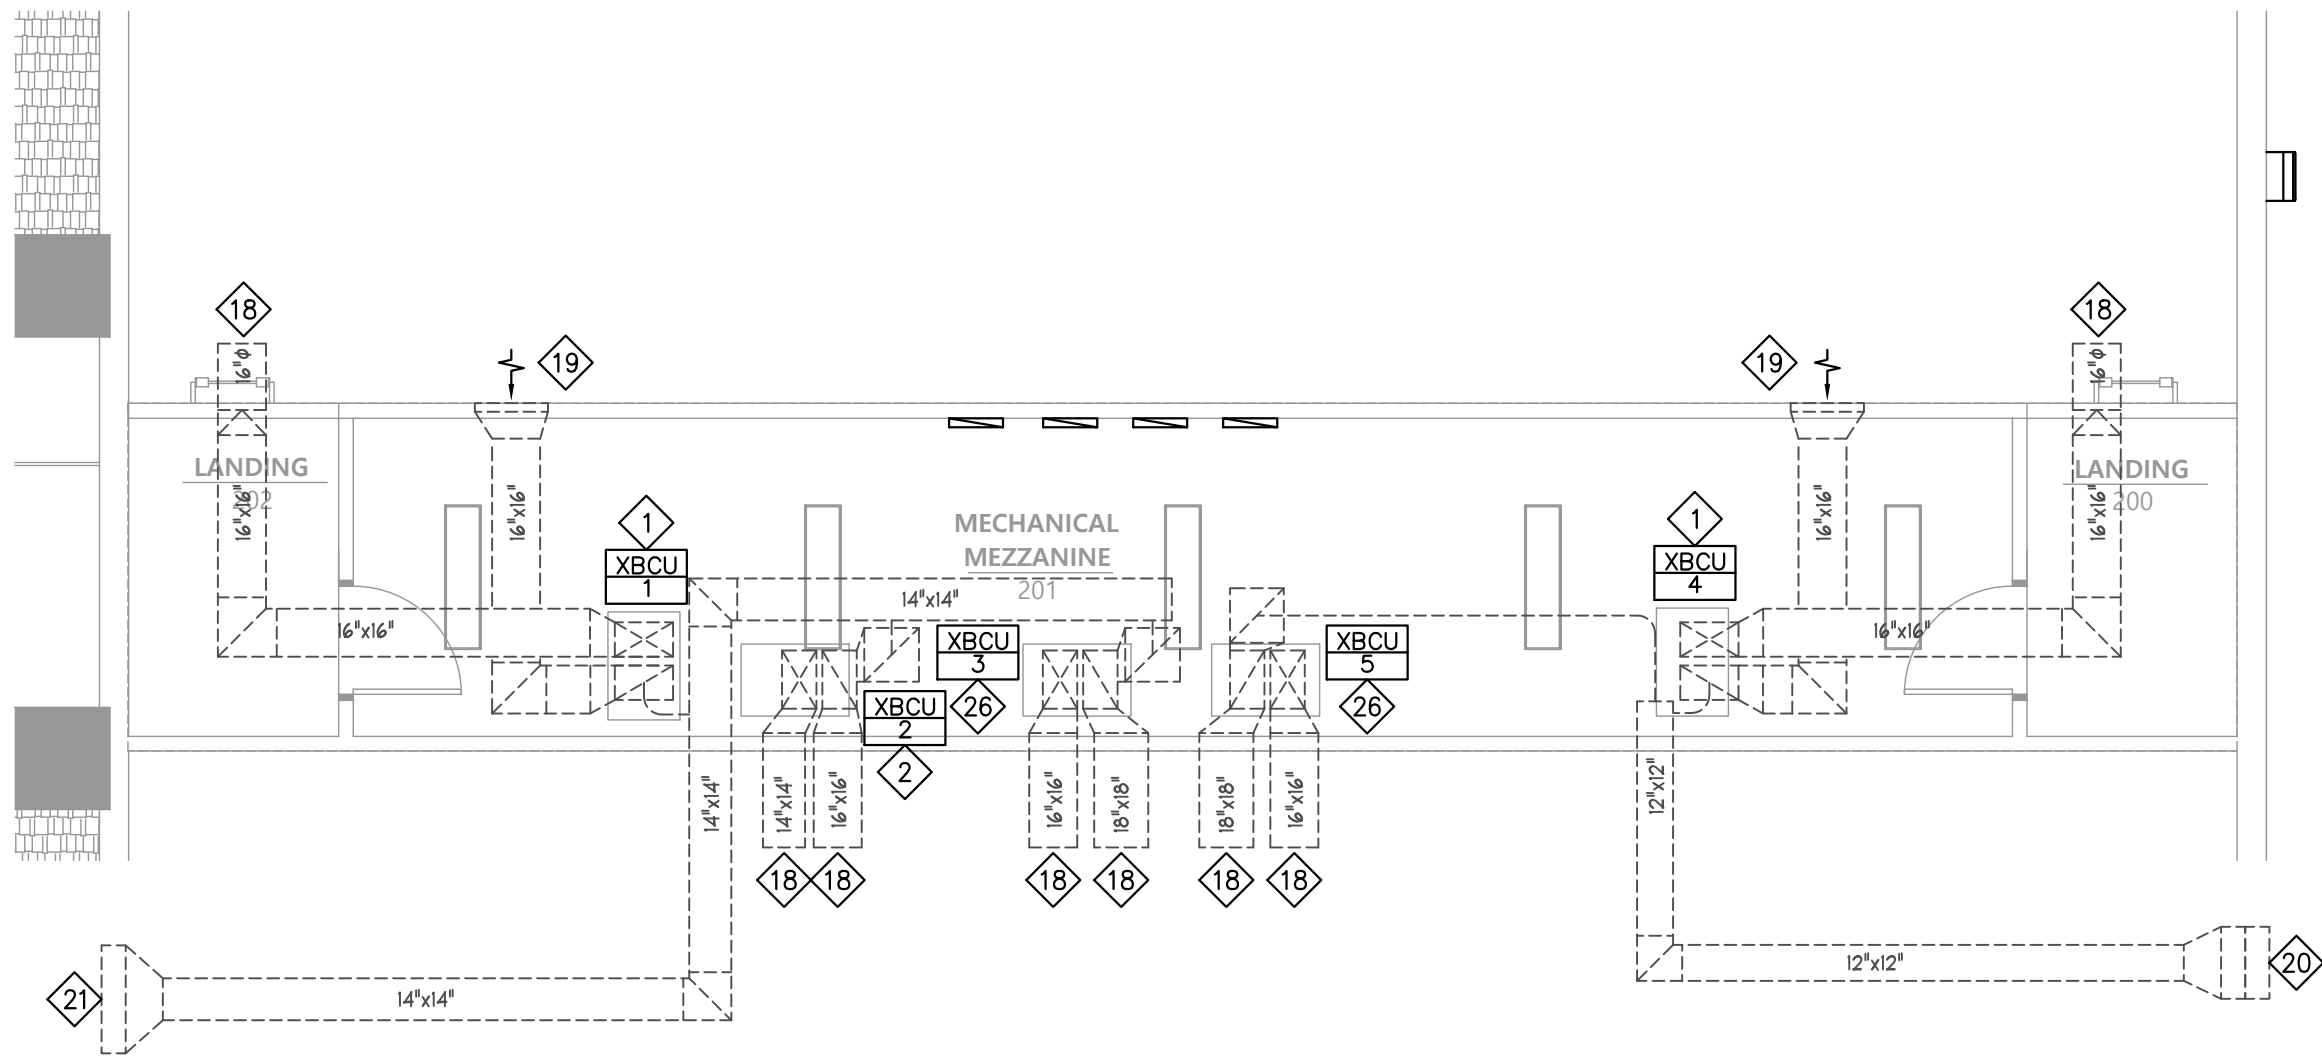 18
18
16"ϕ
19
19
16"ϕ
LANDING
202
16"x16"
16"x16"
1
XBCU
1
MECHANICAL
MEZZANINE
201
1
XBCU
4
16"x16"
LANDING
200
16"x16"
14"x14"
16"x16"
XBCU
3
26
XBCU
5
26
16"x16"
XBCU
2
2
14"x14"
14"x14"
16"x16"
16"x16"
18"x18"
18"x18"
16"x16"
12"x12"
18
18
18
18
18
18
21
14"x14"
12"x12"
20